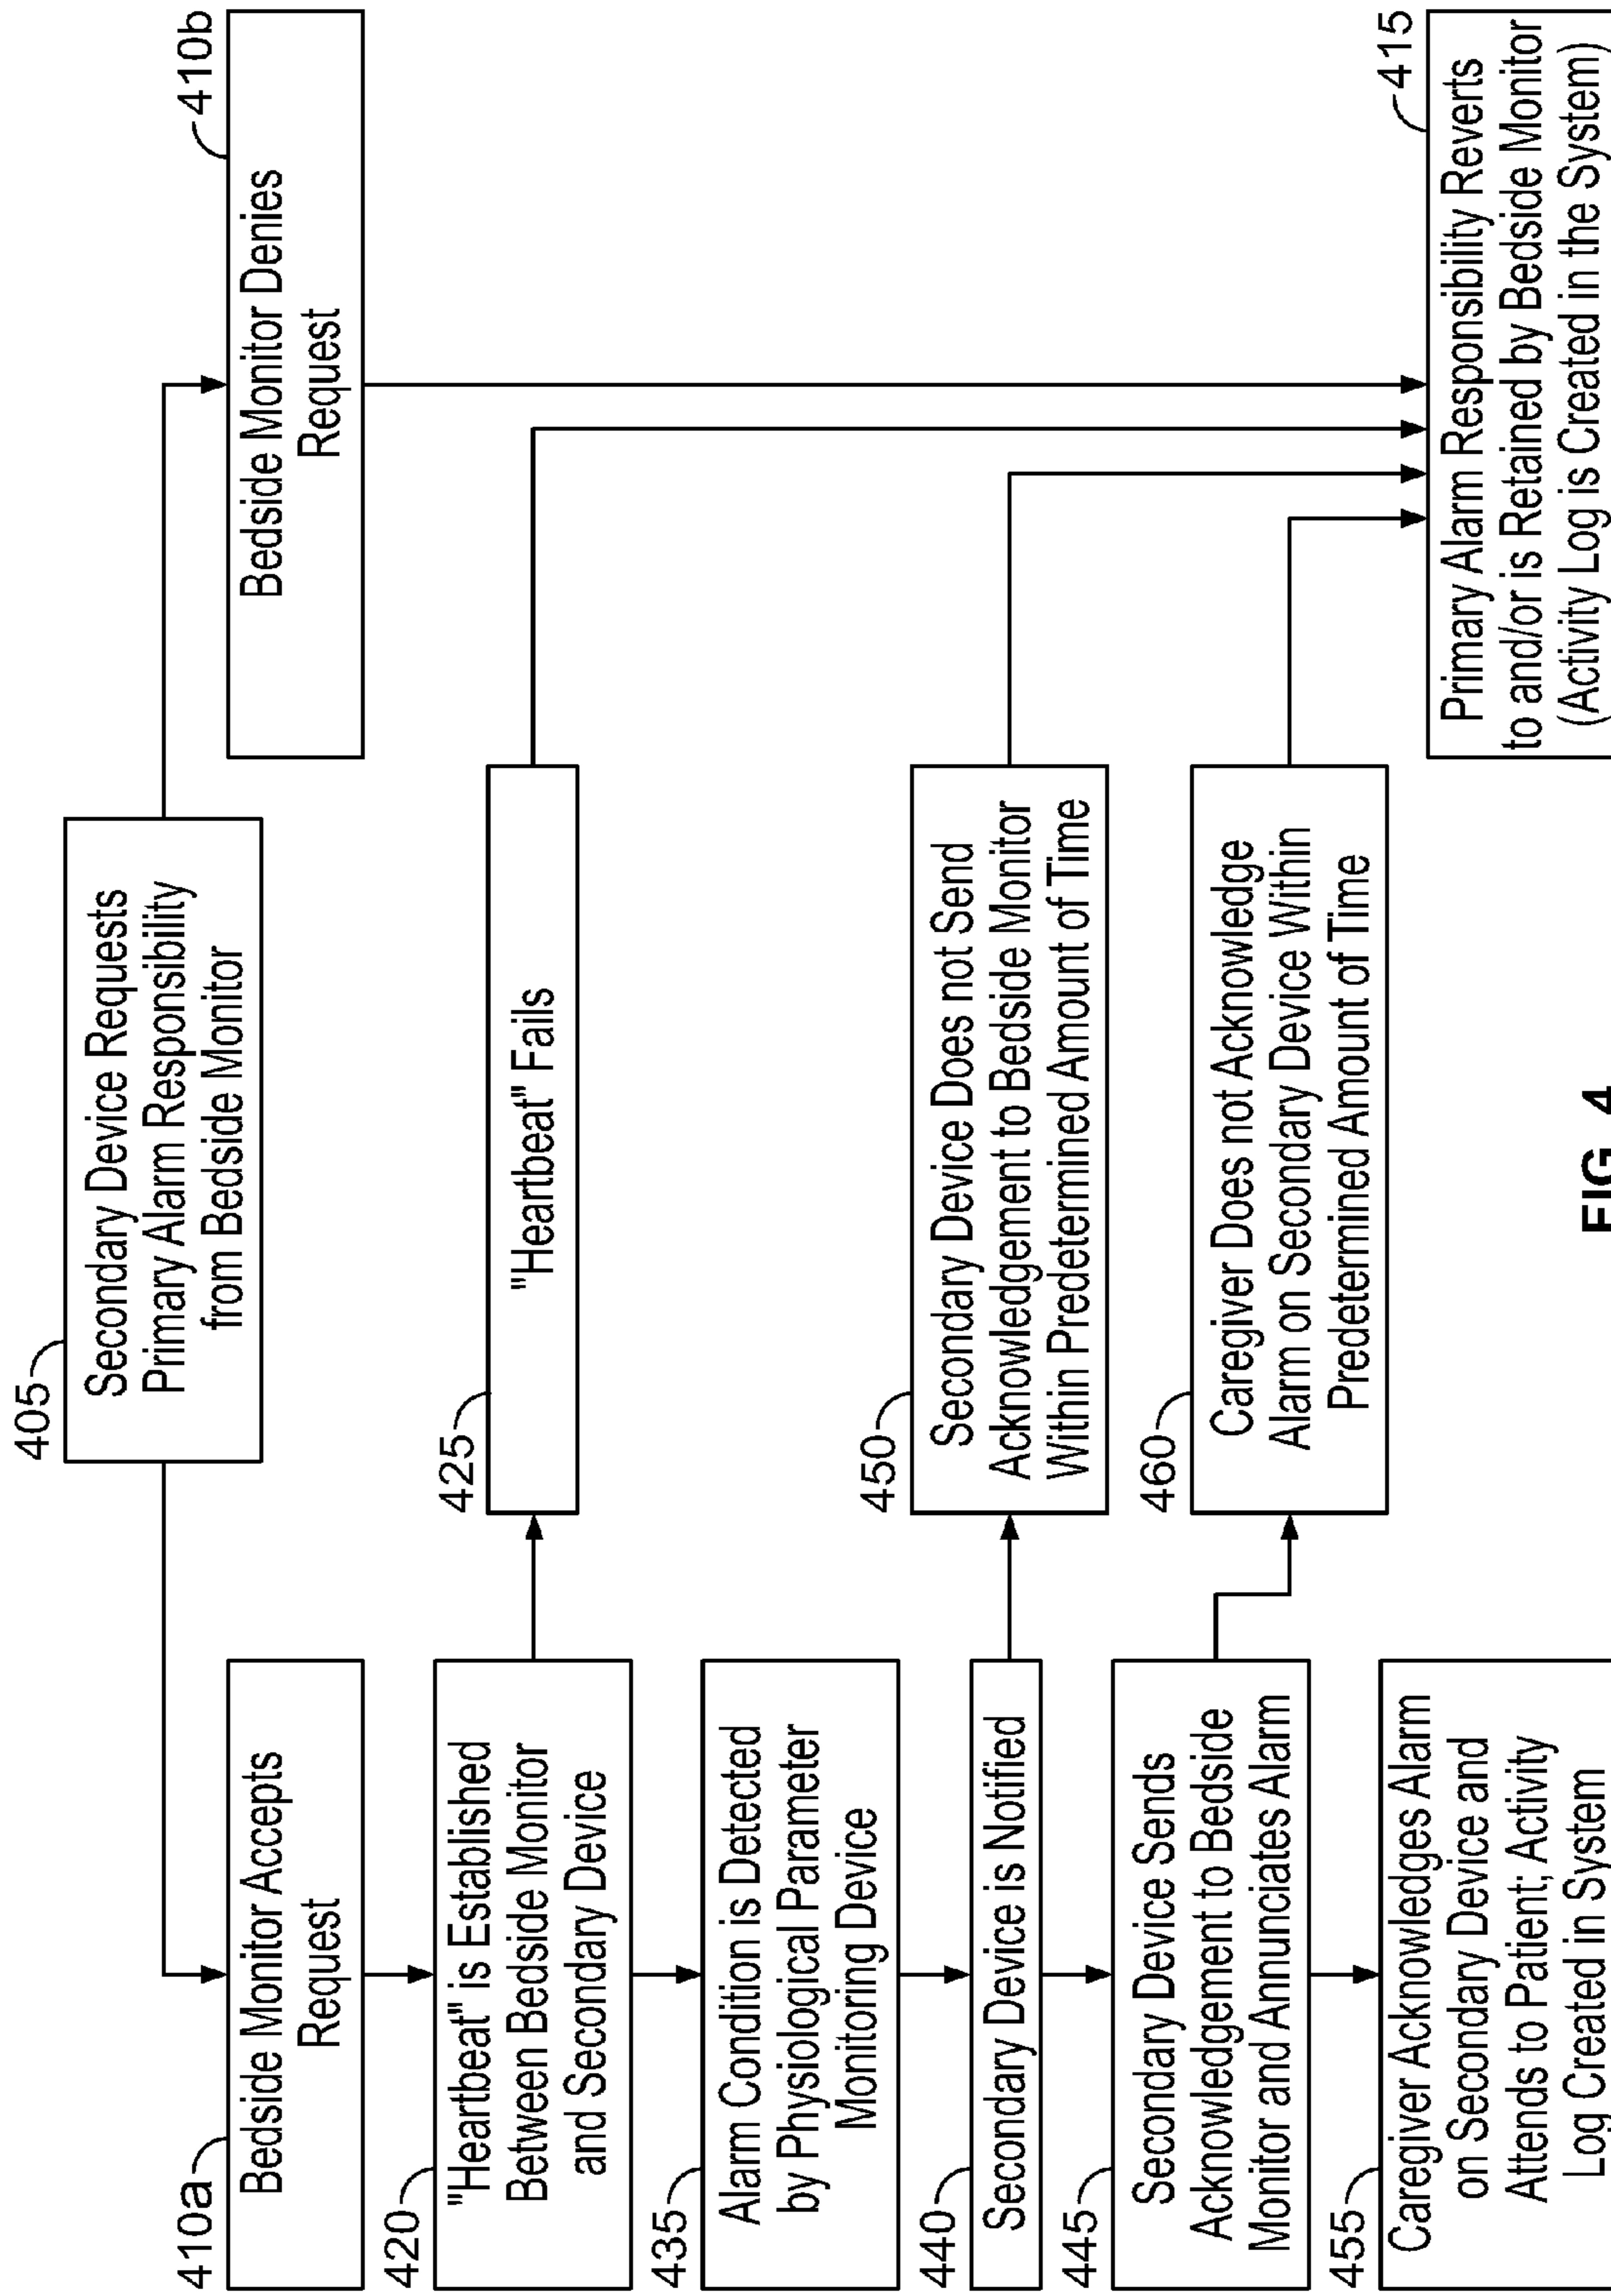 405
Secondary Device Requests
Primary Alarm Responsibility
from Bedside Monitor
410a
Bedside Monitor Accepts
Request
410b
Bedside Monitor Denies
Request
420
"Heartbeat" is Established
Between Bedside Monitor
and Secondary Device
425
"Heartbeat" Fails
435
Alarm Condition is Detected
by Physiological Parameter
Monitoring Device
440
Secondary Device is Notified
450
Secondary Device Does not Send
Acknowledgement to Bedside Monitor
Within Predetermined Amount of Time
445
Secondary Device Sends
Acknowledgement to Bedside
Monitor and Annunciates Alarm
460
Caregiver Does not Acknowledge
Alarm on Secondary Device Within
Predetermined Amount of Time
455
Caregiver Acknowledges Alarm
on Secondary Device and
Attends to Patient; Activity
Log Created in System
415
Primary Alarm Responsibility Reverts
to and/or is Retained by Bedside Monitor
(Activity Log is Created in the System)
FIG. 4